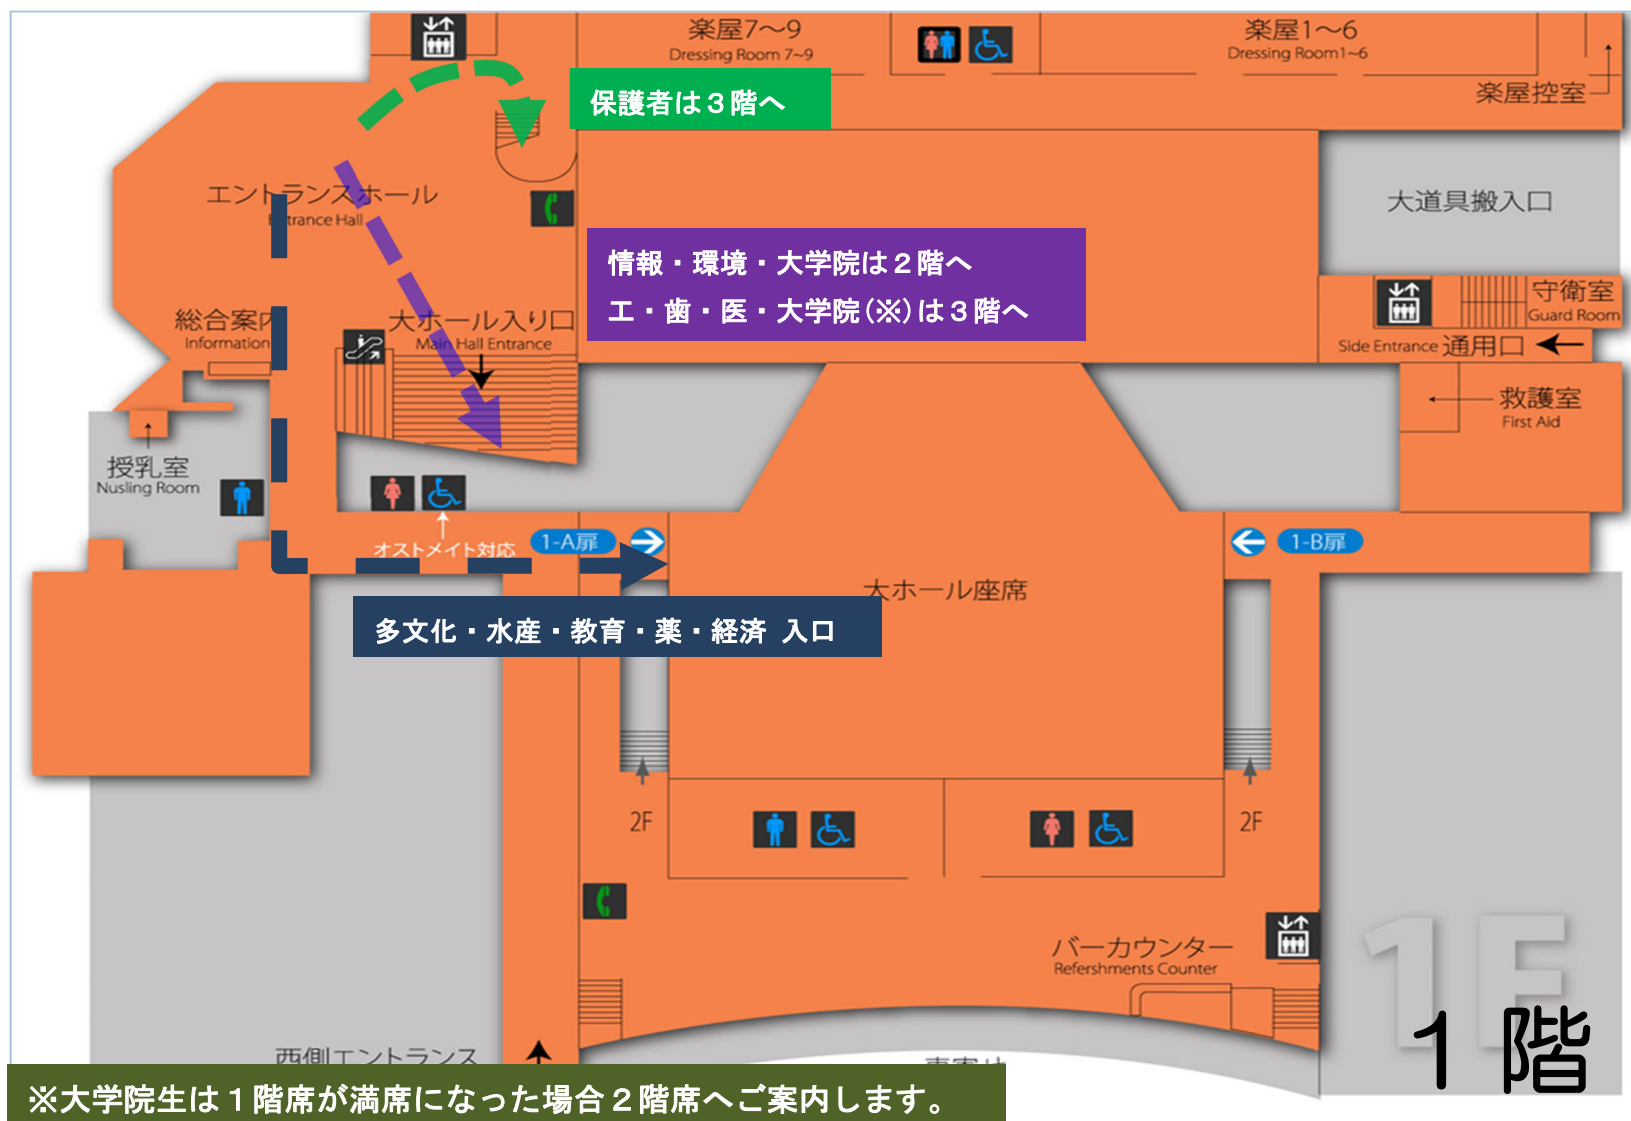 楽屋7～9
Dressing Room 7~9
楽屋1～6
Dressing Room1~6
楽屋控室
保護者は３階へ
エントランスホール
trance Hall
大道具搬入口
情報・環境・大学院は２階へ
工・歯・医・大学院(※)は３階へ
守衛室
Guard Room
総合案内
Information
大ホール入り口
Main Hall Entrance
Side Entrance 通用口
救護室
First Aid
授乳室
Nusling Room
オストメイト対応
1-A扉
1-B扉
大ホール座席
多文化・水産・教育・薬・経済 入口
2F
2F
バーカウンター
Refershments Counter
1F
１階
西側エントランス
※大学院生は１階席が満席になった場合２階席へご案内します。